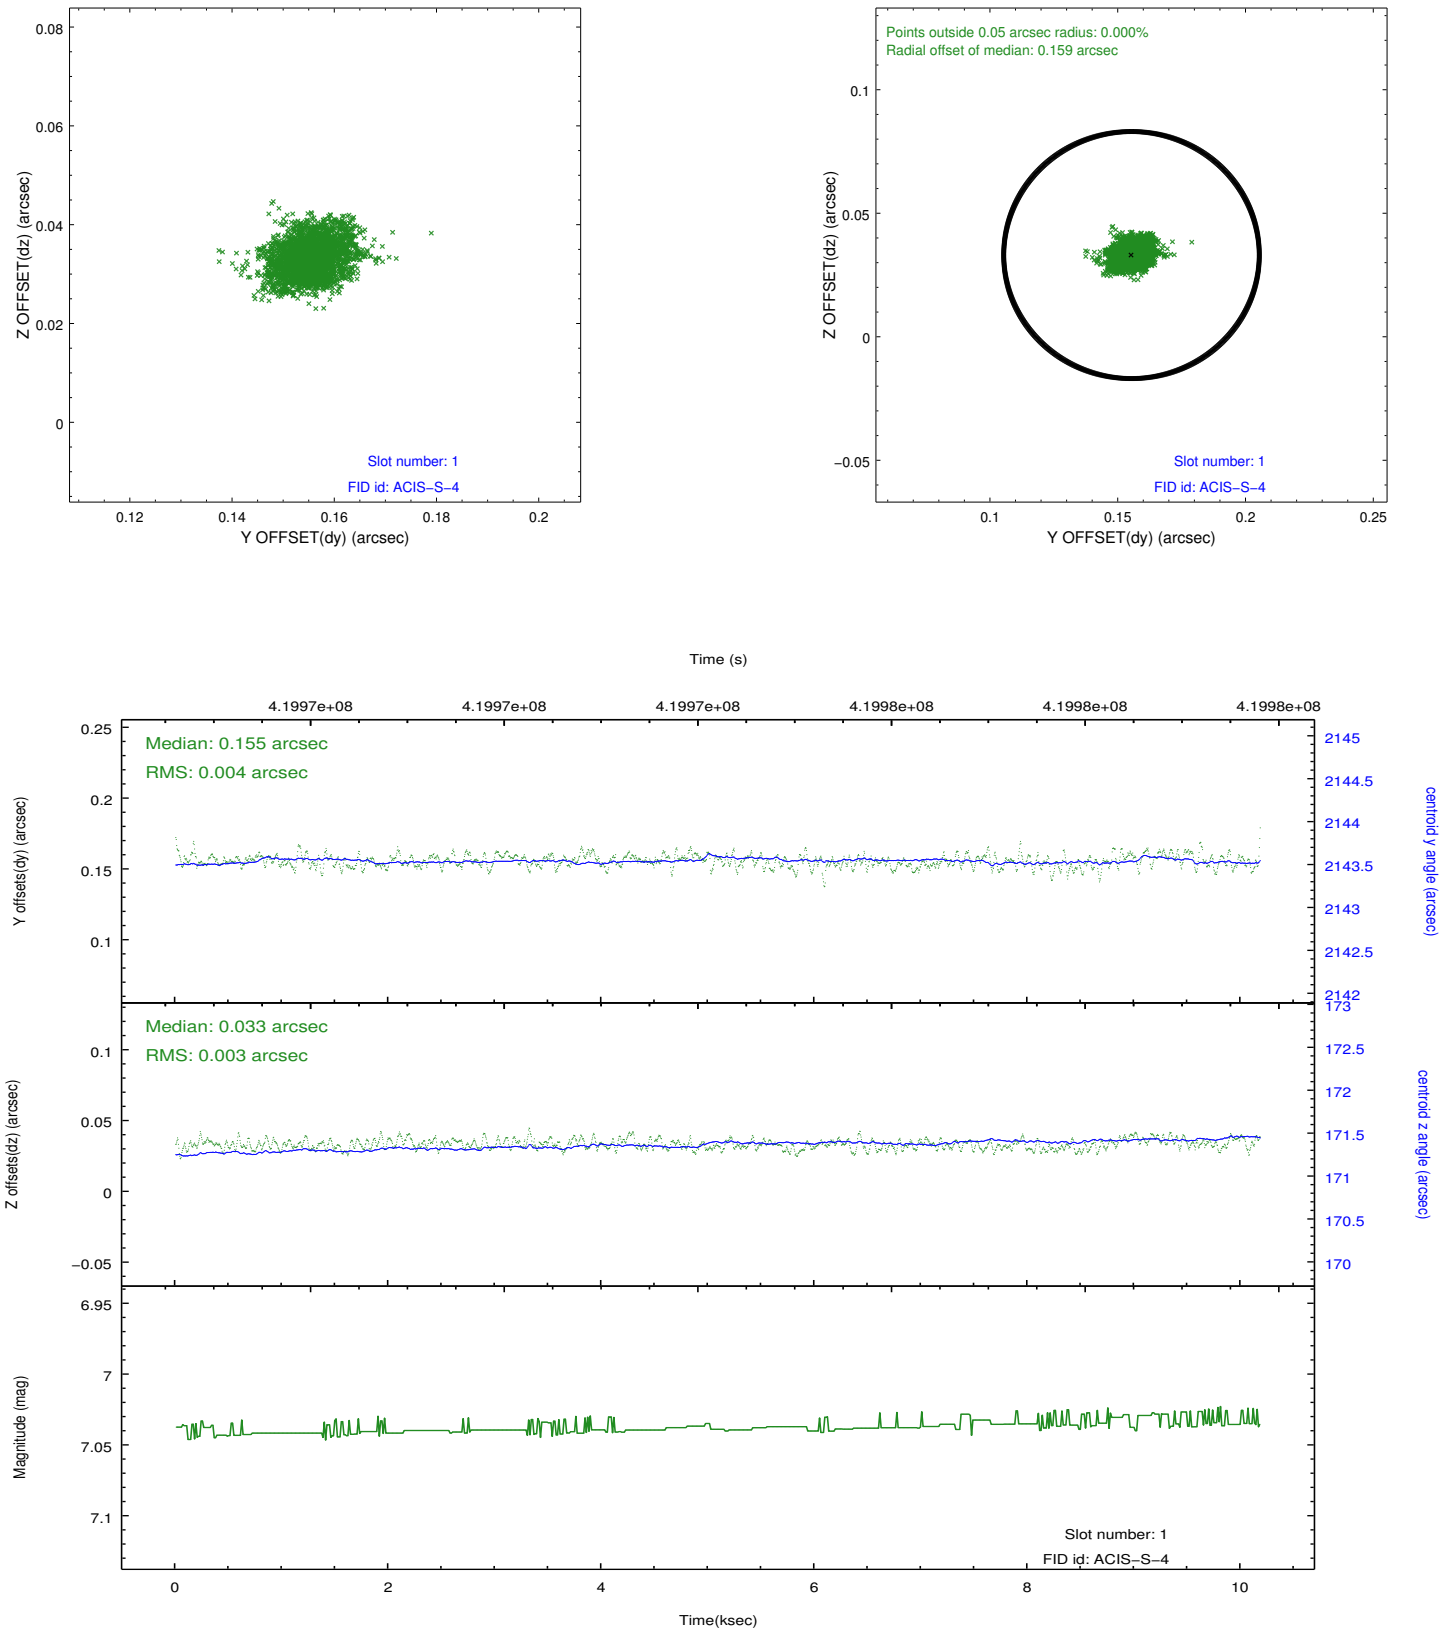 0.08
0.06
0.04
0.02
0
Z OFFSET(dz) (arcsec)
Slot number: 1
FID id: ACIS−S−4
0.12 0.14 0.16 0.18 0.2
Y OFFSET(dy) (arcsec)
Points outside 0.05 arcsec radius: 0.000%
Radial offset of median: 0.159 arcsec
0.1
0.05
0
−0.05
Z OFFSET(dz) (arcsec)
Slot number: 1
FID id: ACIS−S−4
0.1 0.15 0.2 0.25
Y OFFSET(dy) (arcsec)
Time (s)
4.1997e+08 4.1997e+08 4.1997e+08 4.1998e+08 4.1998e+08 4.1998e+08
Median: 0.155 arcsec
RMS: 0.004 arcsec
0.25
0.2
0.15
0.1
Y offsets(dy) (arcsec)
2145
2144.5
2144
2143.5
2143
2142.5
2142
centroid y angle (arcsec)
Median: 0.033 arcsec
RMS: 0.003 arcsec
0.1
0.05
0
−0.05
Z offsets(dz) (arcsec)
173
172.5
172
171.5
171
170.5
170
centroid z angle (arcsec)
6.95
7
7.05
7.1
Magnitude (mag)
Slot number: 1
FID id: ACIS−S−4
0 2 4 6 8 10
Time(ksec)